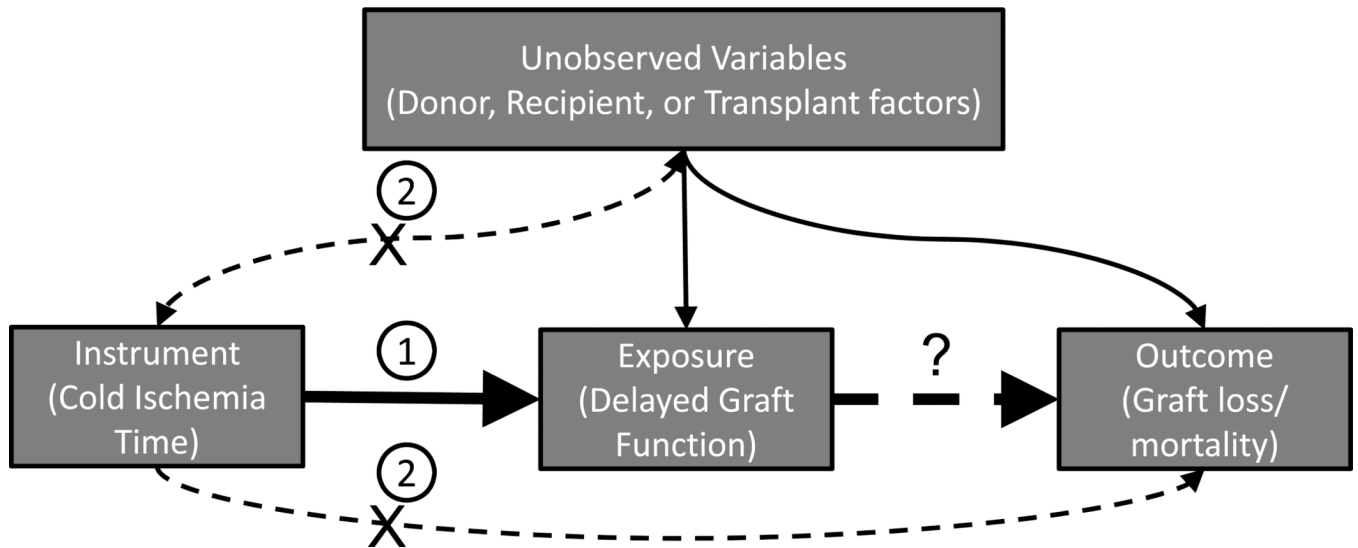 Unobserved Variables
(Donor, Recipient, or Transplant factors)
2
X
Instrument
(Cold Ischemia
Time)
1
Exposure
(Delayed Graft
Function)
?
Outcome
(Graft loss/
mortality)
2
X